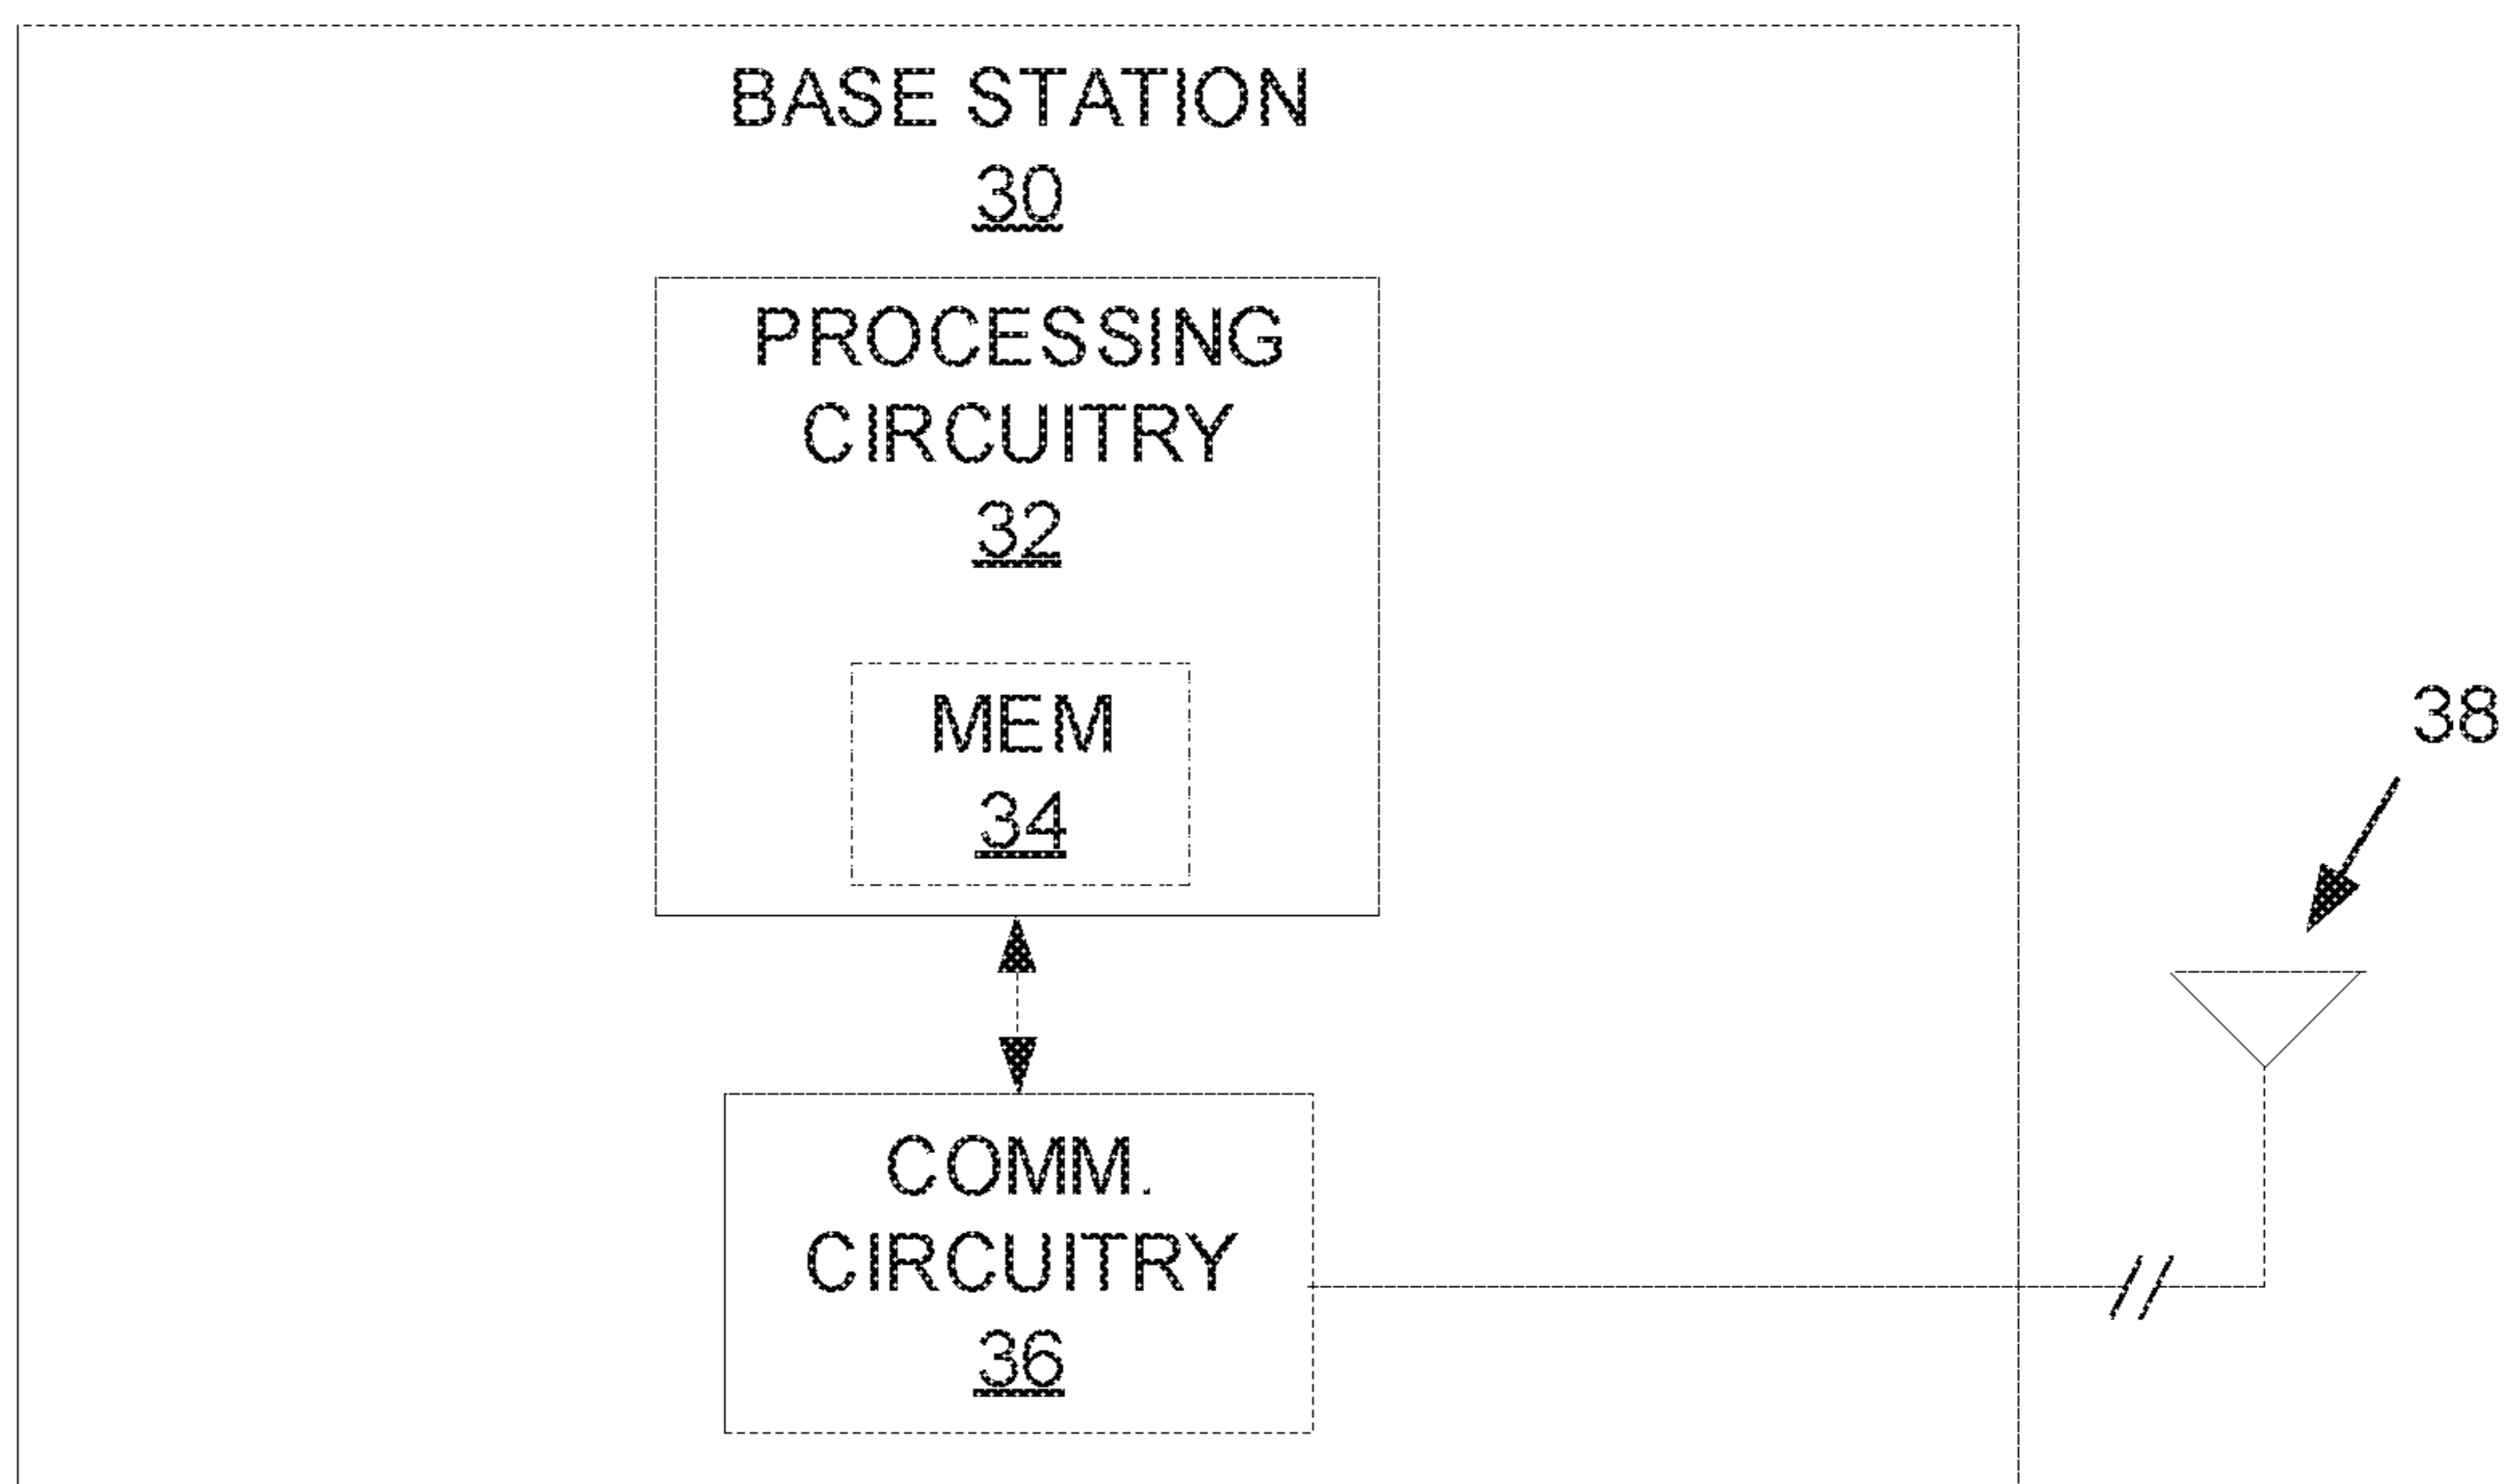 BASE STATION
30
PROCESSING
CIRCUITRY
32
MEM
34
38
COMM.
CIRCUITRY
36